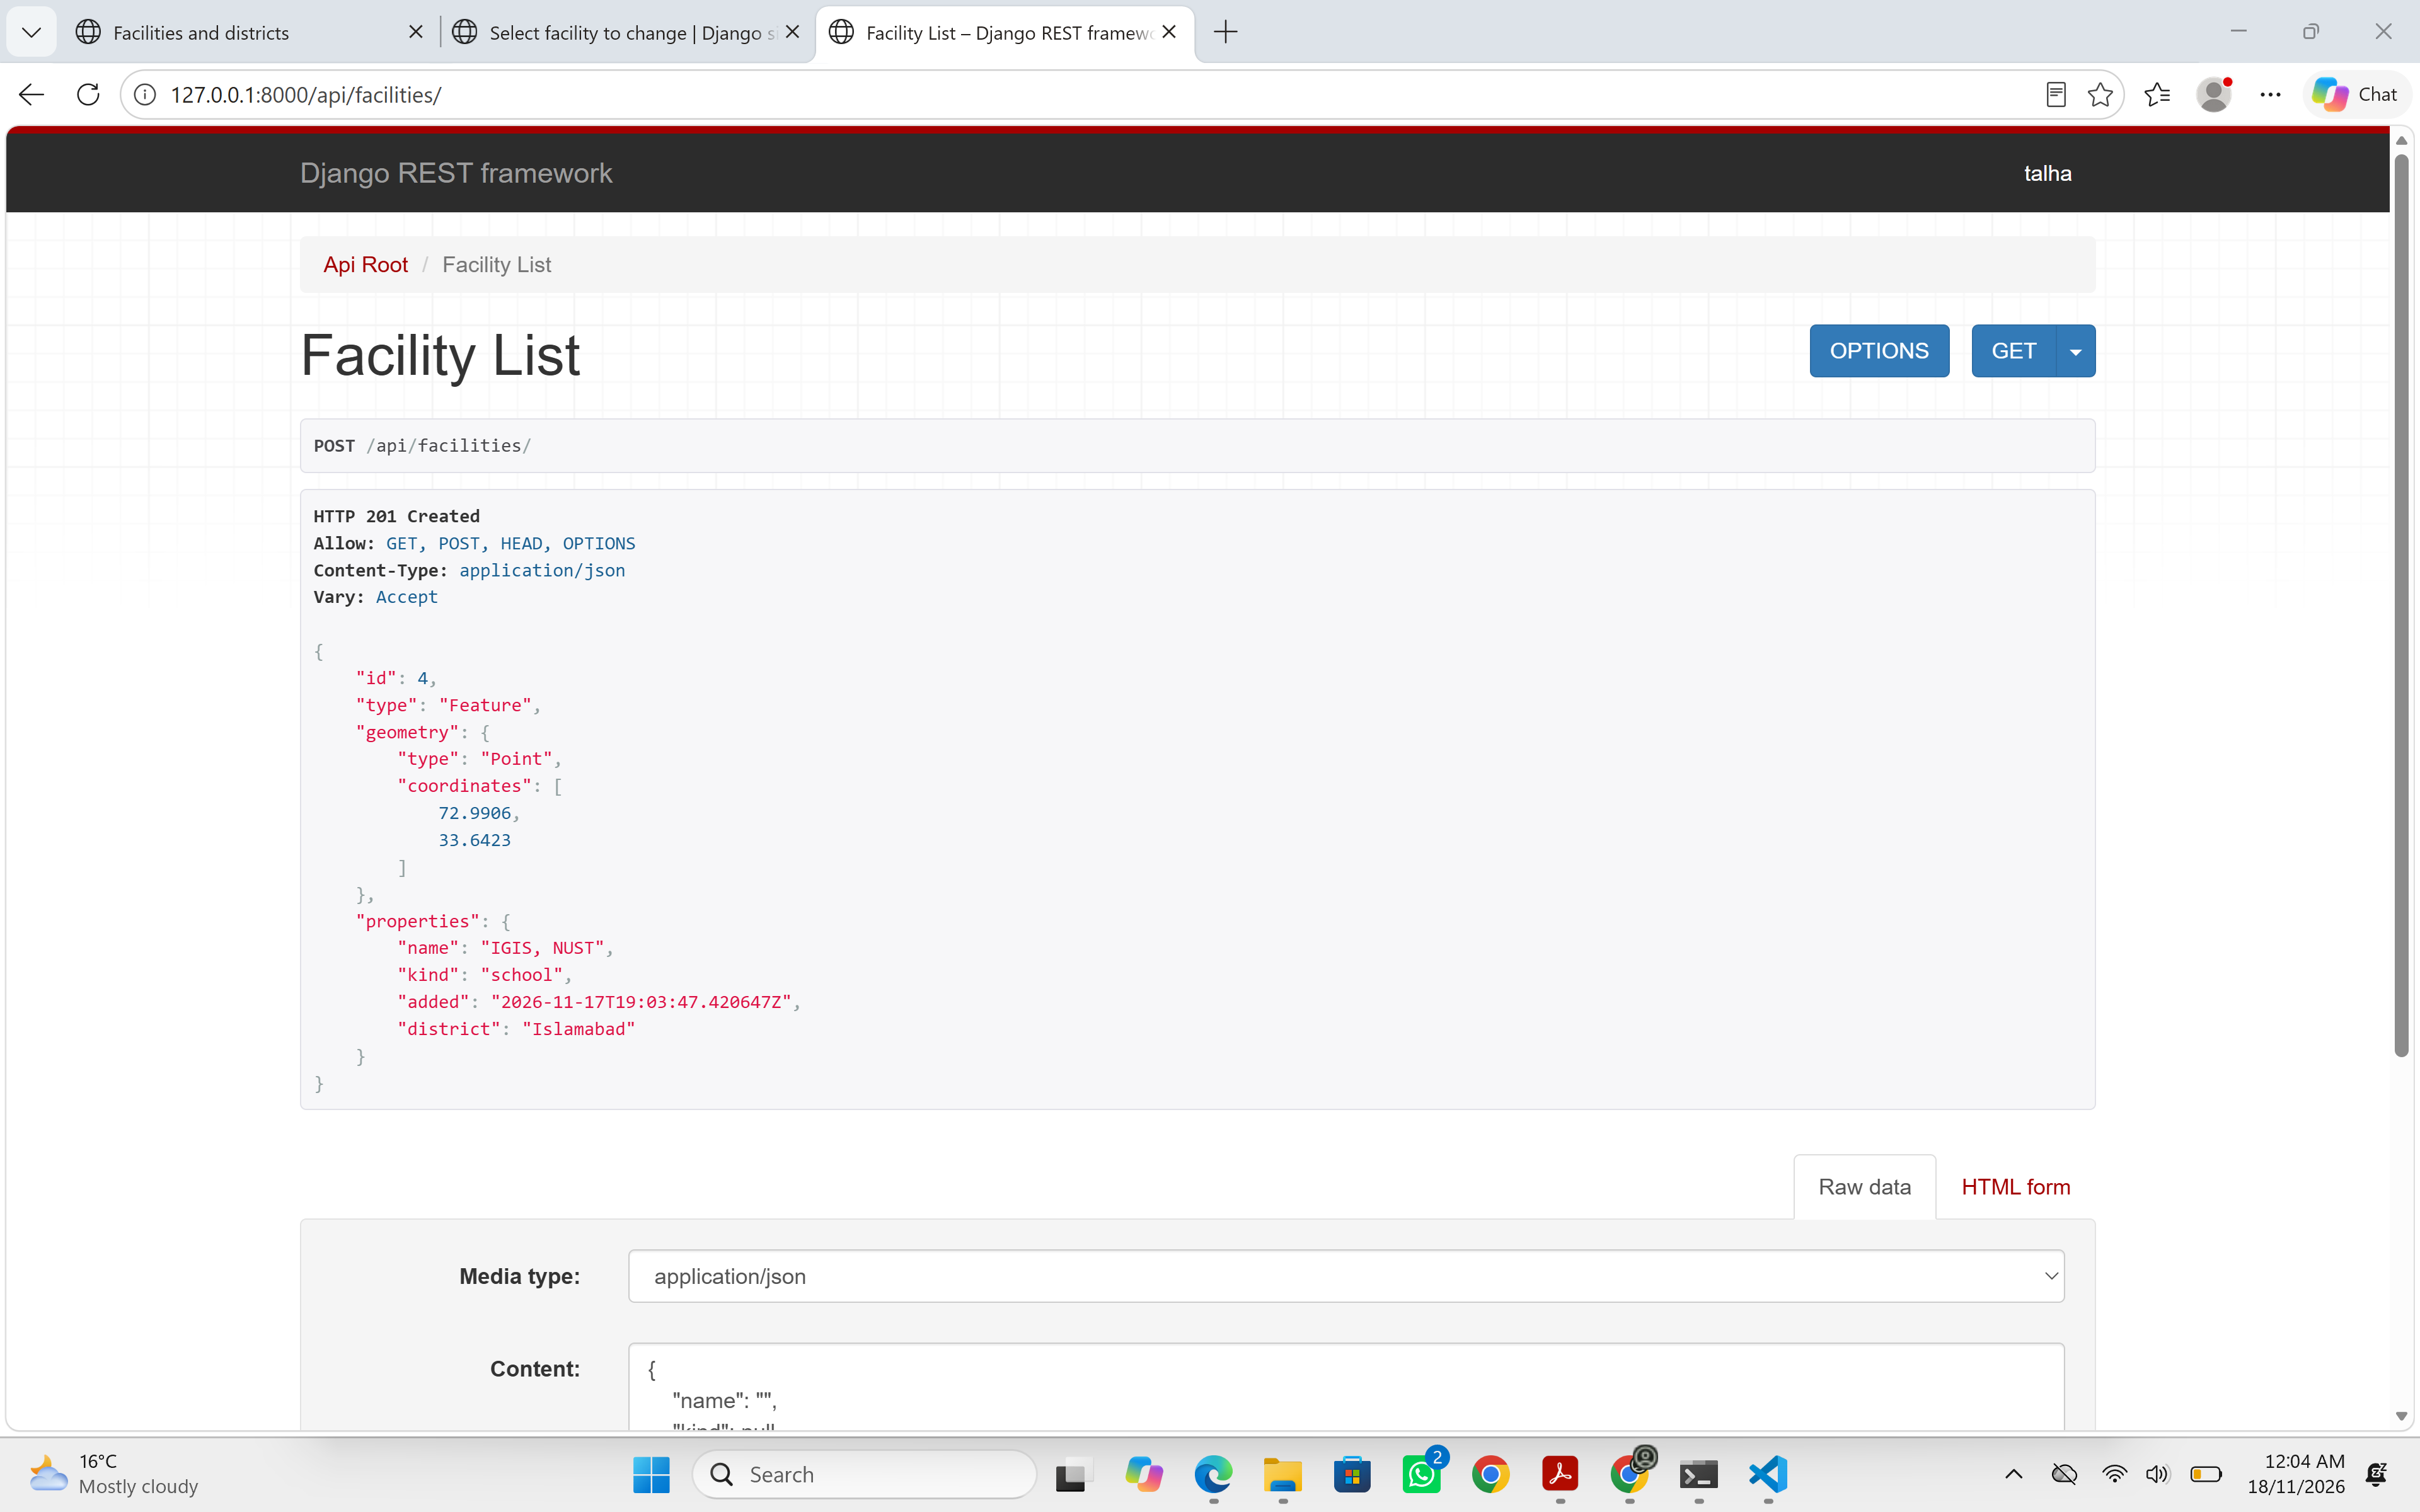 Facilities and districts
Select facility to change | Django si
Facility List – Django REST framewo
127.0.0.1:8000/api/facilities/
Chat
Django REST framework
talha
Api Root / Facility List
Facility List
OPTIONS
GET
POST /api/facilities/
HTTP 201 Created
Allow: GET, POST, HEAD, OPTIONS
Content-Type: application/json
Vary: Accept
{
    "id": 4,
    "type": "Feature",
    "geometry": {
        "type": "Point",
        "coordinates": [
            72.9906,
            33.6423
        ]
    },
    "properties": {
        "name": "IGIS, NUST",
        "kind": "school",
        "added": "2026-11-17T19:03:47.420647Z",
        "district": "Islamabad"
    }
}
Raw data
HTML form
Media type:
application/json
Content:
{
    "name": "",
    "kind": null
16°C
Mostly cloudy
Search
2
12:04 AM
18/11/2026